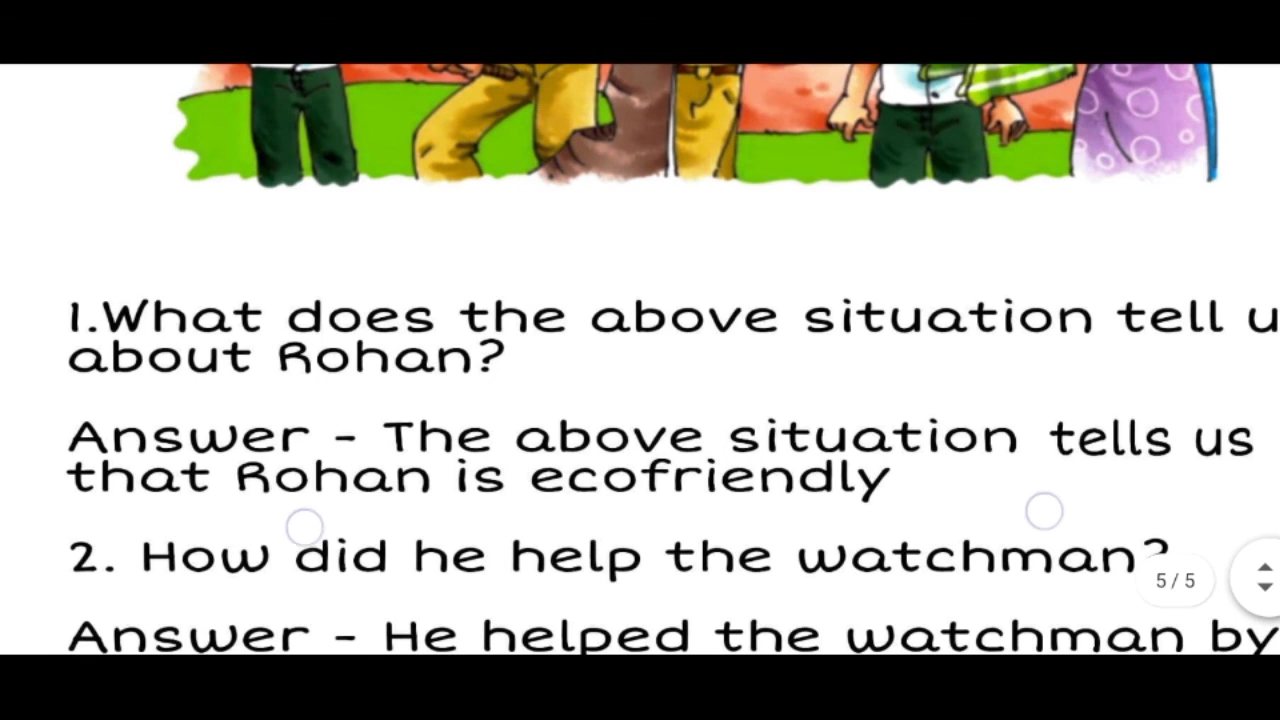 1.What does the above situation tell u
about Rohan?
Answer - The above situation tells us
that Rohan is ecofriendly
2. How did he help the watchman?
5 / 5
Answer - He helped the watchman by